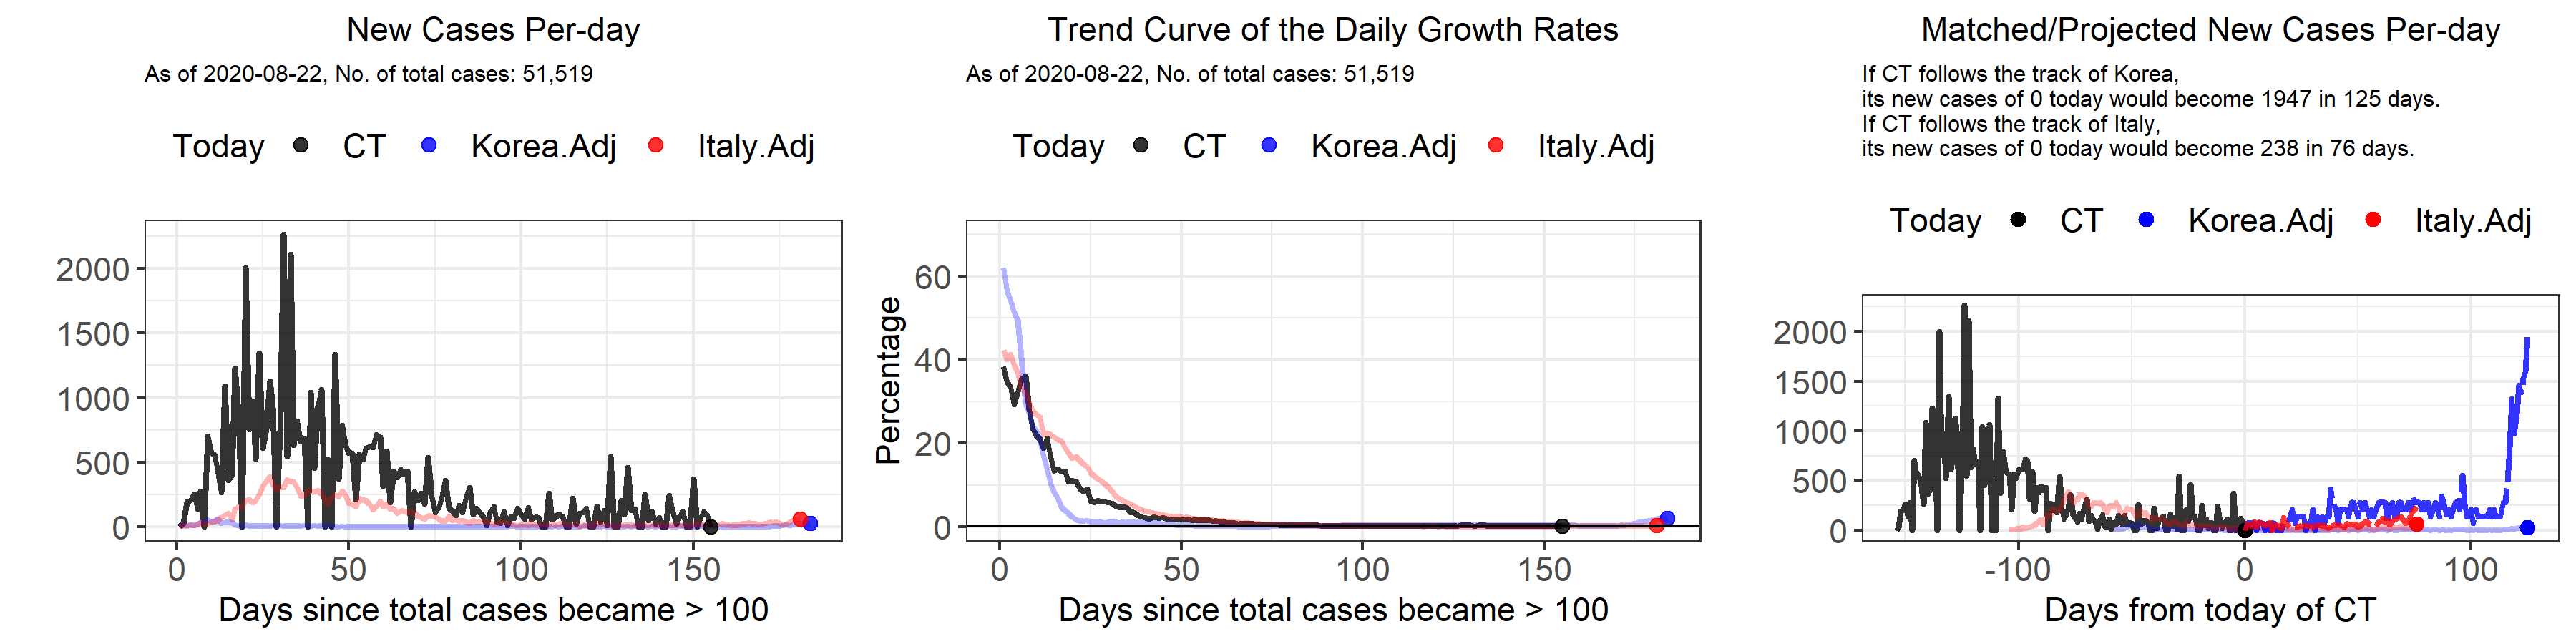 New Cases Per-day
As of 2020-08-22, No. of total cases: 51,519
Today CT Korea.Adj Italy.Adj
2000
1500
1000
500
0
0 50 100 150
Days since total cases became > 100
Trend Curve of the Daily Growth Rates
As of 2020-08-22, No. of total cases: 51,519
Today CT Korea.Adj Italy.Adj
Percentage
60
40
20
0
0 50 100 150
Days since total cases became > 100
Matched/Projected New Cases Per-day
If CT follows the track of Korea,
its new cases of 0 today would become 1947 in 125 days.
If CT follows the track of Italy,
its new cases of 0 today would become 238 in 76 days.
Today CT Korea.Adj Italy.Adj
2000
1500
1000
500
0
-100 0 100
Days from today of CT